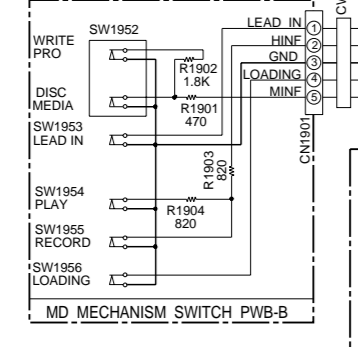 CV
SW1952
LEAD IN 1
WRITE
PRO
HINF 2
GND 3
R1902
1.8K
LOADING 4
DISC
MEDIA
MINF 5
R1901
470
SW1953
LEAD IN
CN1901
R1903
820
SW1954
PLAY
R1904
820
SW1955
RECORD
SW1956
LOADING
MD MECHANISM SWITCH PWB-B